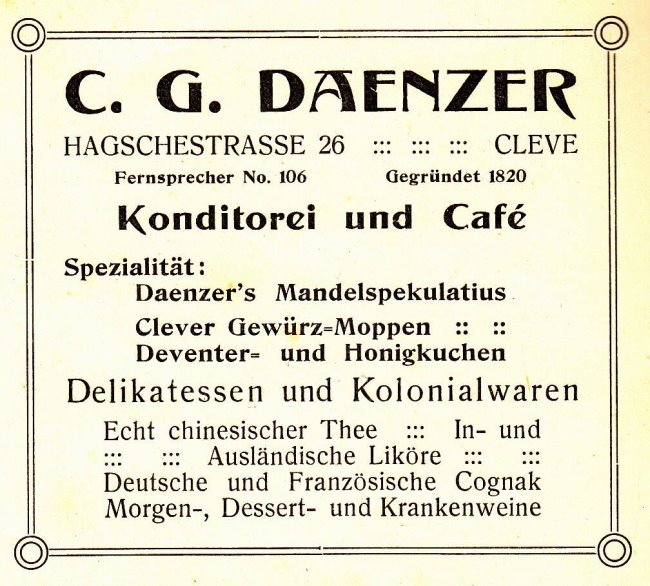 C. G. DAENZER
HAGSCHESTRASSE 26 ::: ::: ::: CLEVE
Fernsprecher No. 106 Gegründet 1820
Konditorei und Café
Spezialität:
Daenzer's Mandelspekulatius
Clever Gewürz=Moppen :: ::
Deventer= und Honigkuchen
Delikatessen und Kolonialwaren
Echt chinesischer Thee ::: In- und
::: ::: Ausländische Liköre ::: :::
Deutsche und Französische Cognak
Morgen-, Dessert- und Krankenweine